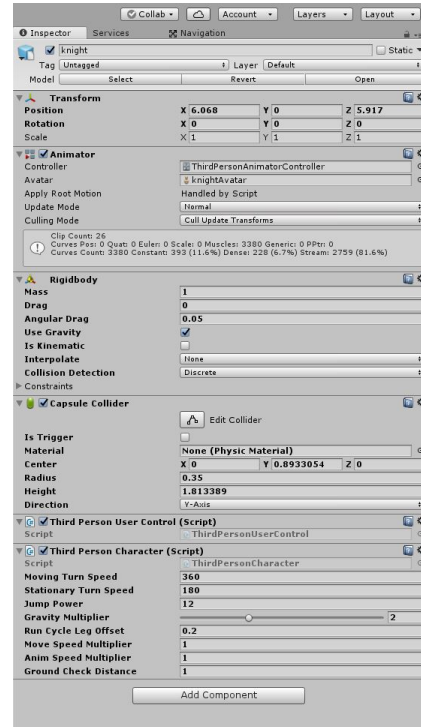 Collab Account Layers Layout
Inspector Services Navigation
knight Static
Tag Untagged Layer Default
Model Select Revert Open
Transform
Position X 6.068 Y 0 Z 5.917
Rotation X 0 Y 0 Z 0
Scale X 1 Y 1 Z 1
Animator
Controller ThirdPersonAnimatorController
Avatar knightAvatar
Apply Root Motion Handled by Script
Update Mode Normal
Culling Mode Cull Update Transforms
Clip Count: 26
Curves Pos: 0 Quat: 0 Euler: 0 Scale: 0 Muscles: 3380 Generic: 0 PPtr: 0
Curves Count: 3380 Constant: 393 (11.6%) Dense: 228 (6.7%) Stream: 2759 (81.6%)
Rigidbody
Mass 1
Drag 0
Angular Drag 0.05
Use Gravity
Is Kinematic
Interpolate None
Collision Detection Discrete
Constraints
Capsule Collider
Edit Collider
Is Trigger
Material None (Physic Material)
Center X 0 Y 0.8933054 Z 0
Radius 0.35
Height 1.813389
Direction Y-Axis
Third Person User Control (Script)
Script ThirdPersonUserControl
Third Person Character (Script)
Script ThirdPersonCharacter
Moving Turn Speed 360
Stationary Turn Speed 180
Jump Power 12
Gravity Multiplier 2
Run Cycle Leg Offset 0.2
Move Speed Multiplier 1
Anim Speed Multiplier 1
Ground Check Distance 1
Add Component